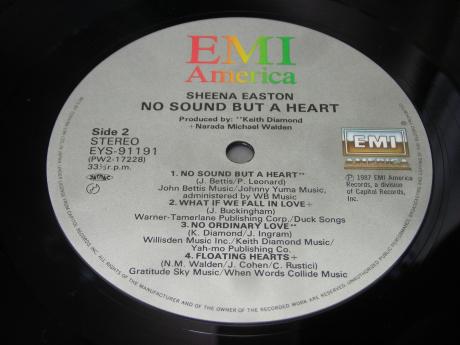 EMI
America
SHEENA EASTON
NO SOUND BUT A HEART
Produced by: **Keith Diamond
+Narada Michael Walden
Side 2
STEREO
EYS-91191
(PW2-17228)
33⅓ r.p.m.
EMI
AMERICA
℗ 1987 EMI America
Records, a division
of Capitol Records,
Inc.
1. NO SOUND BUT A HEART**
(J. Bettis/P. Leonard)
John Bettis Music/Johnny Yuma Music,
administered by WB Music
2. WHAT IF WE FALL IN LOVE+
(J. Buckingham)
Warner-Tamerlane Publishing Corp./Duck Songs
3. NO ORDINARY LOVE**
(K. Diamond/J. Ingram)
Willisden Music Inc./Keith Diamond Music/
Yah-mo Publishing Co.
4. FLOATING HEARTS+
(N.M. Walden/J. Cohen/C. Rustici)
Gratitude Sky Music/When Words Collide Music